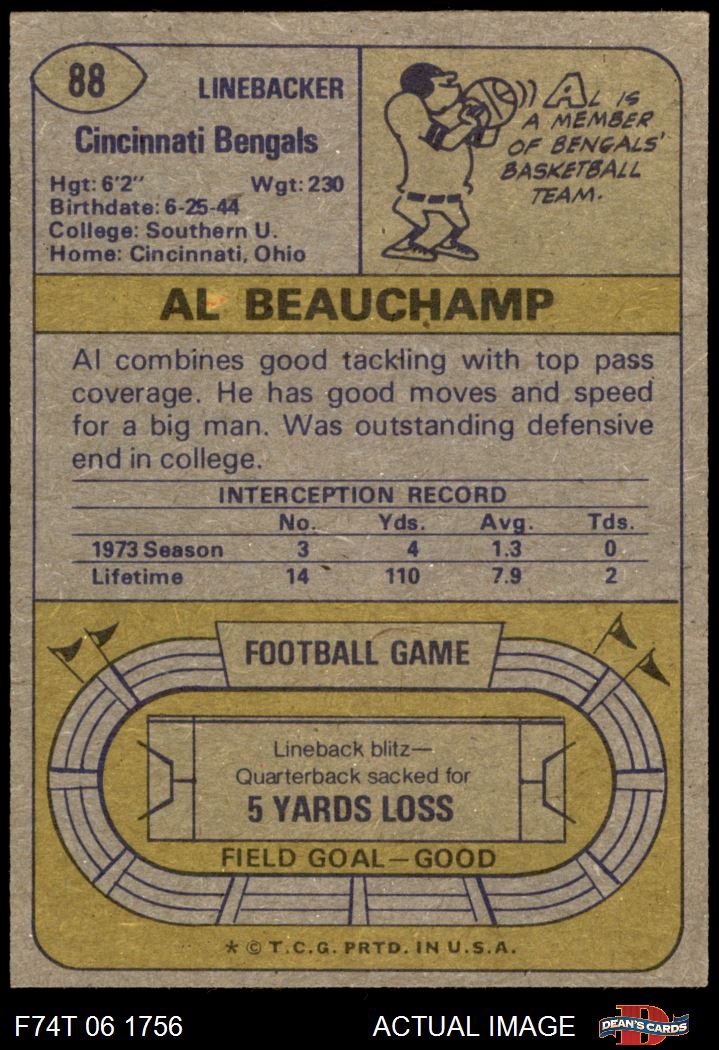 88
LINEBACKER
Cincinnati Bengals
Hgt: 6'2" Wgt: 230
Birthdate: 6-25-44
College: Southern U.
Home: Cincinnati, Ohio
AL IS
A MEMBER
OF BENGALS'
BASKETBALL
TEAM.
AL BEAUCHAMP
Al combines good tackling with top pass
coverage. He has good moves and speed
for a big man. Was outstanding defensive
end in college.
INTERCEPTION RECORD
No. Yds. Avg. Tds.
1973 Season 3 4 1.3 0
Lifetime 14 110 7.9 2
FOOTBALL GAME
Lineback blitz—
Quarterback sacked for
5 YARDS LOSS
FIELD GOAL—GOOD
* © T.C.G. PRTD. IN U.S.A.
F74T 06 1756 ACTUAL IMAGE
D
DEAN'S CARDS